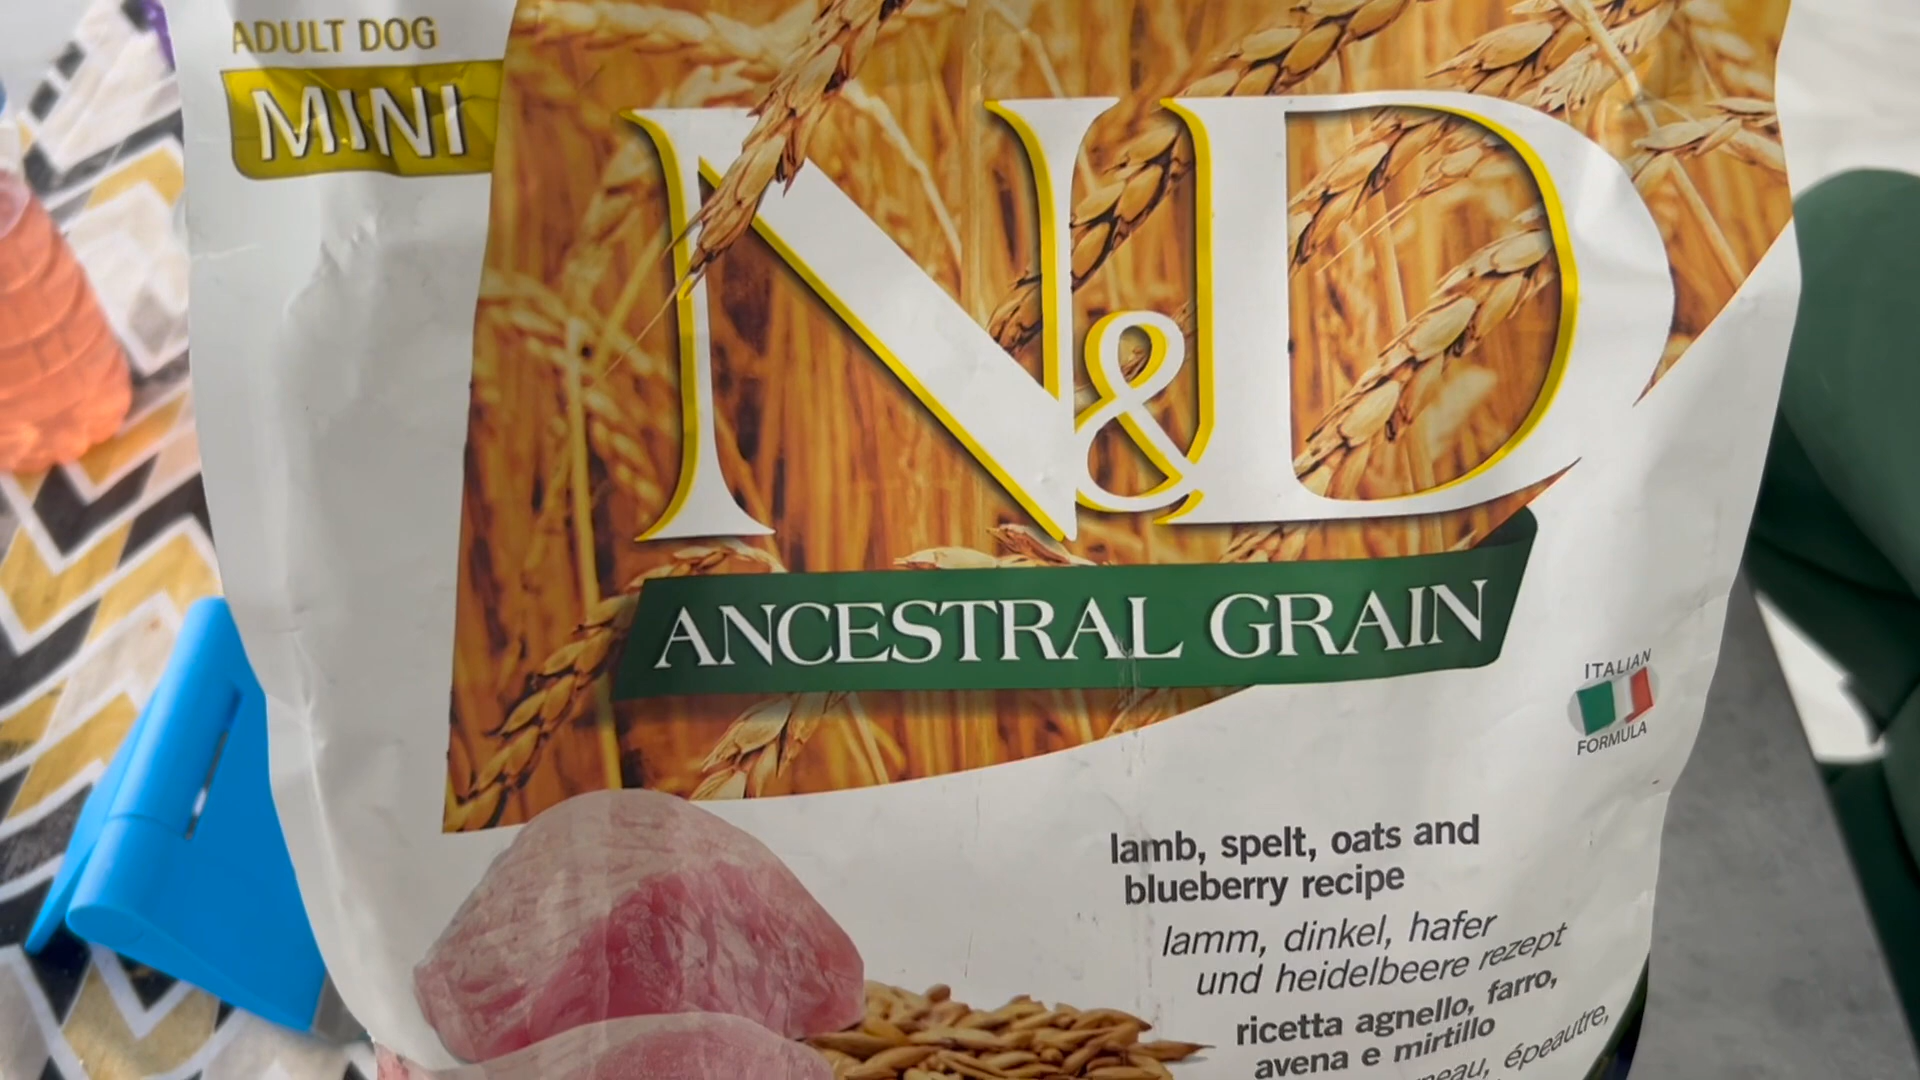 ADULT DOG
MINI
N&D
ANCESTRAL GRAIN
ITALIAN
FORMULA
lamb, spelt, oats and
blueberry recipe
lamm, dinkel, hafer
und heidelbeere rezept
ricetta agnello, farro,
avena e mirtillo
épeautre,